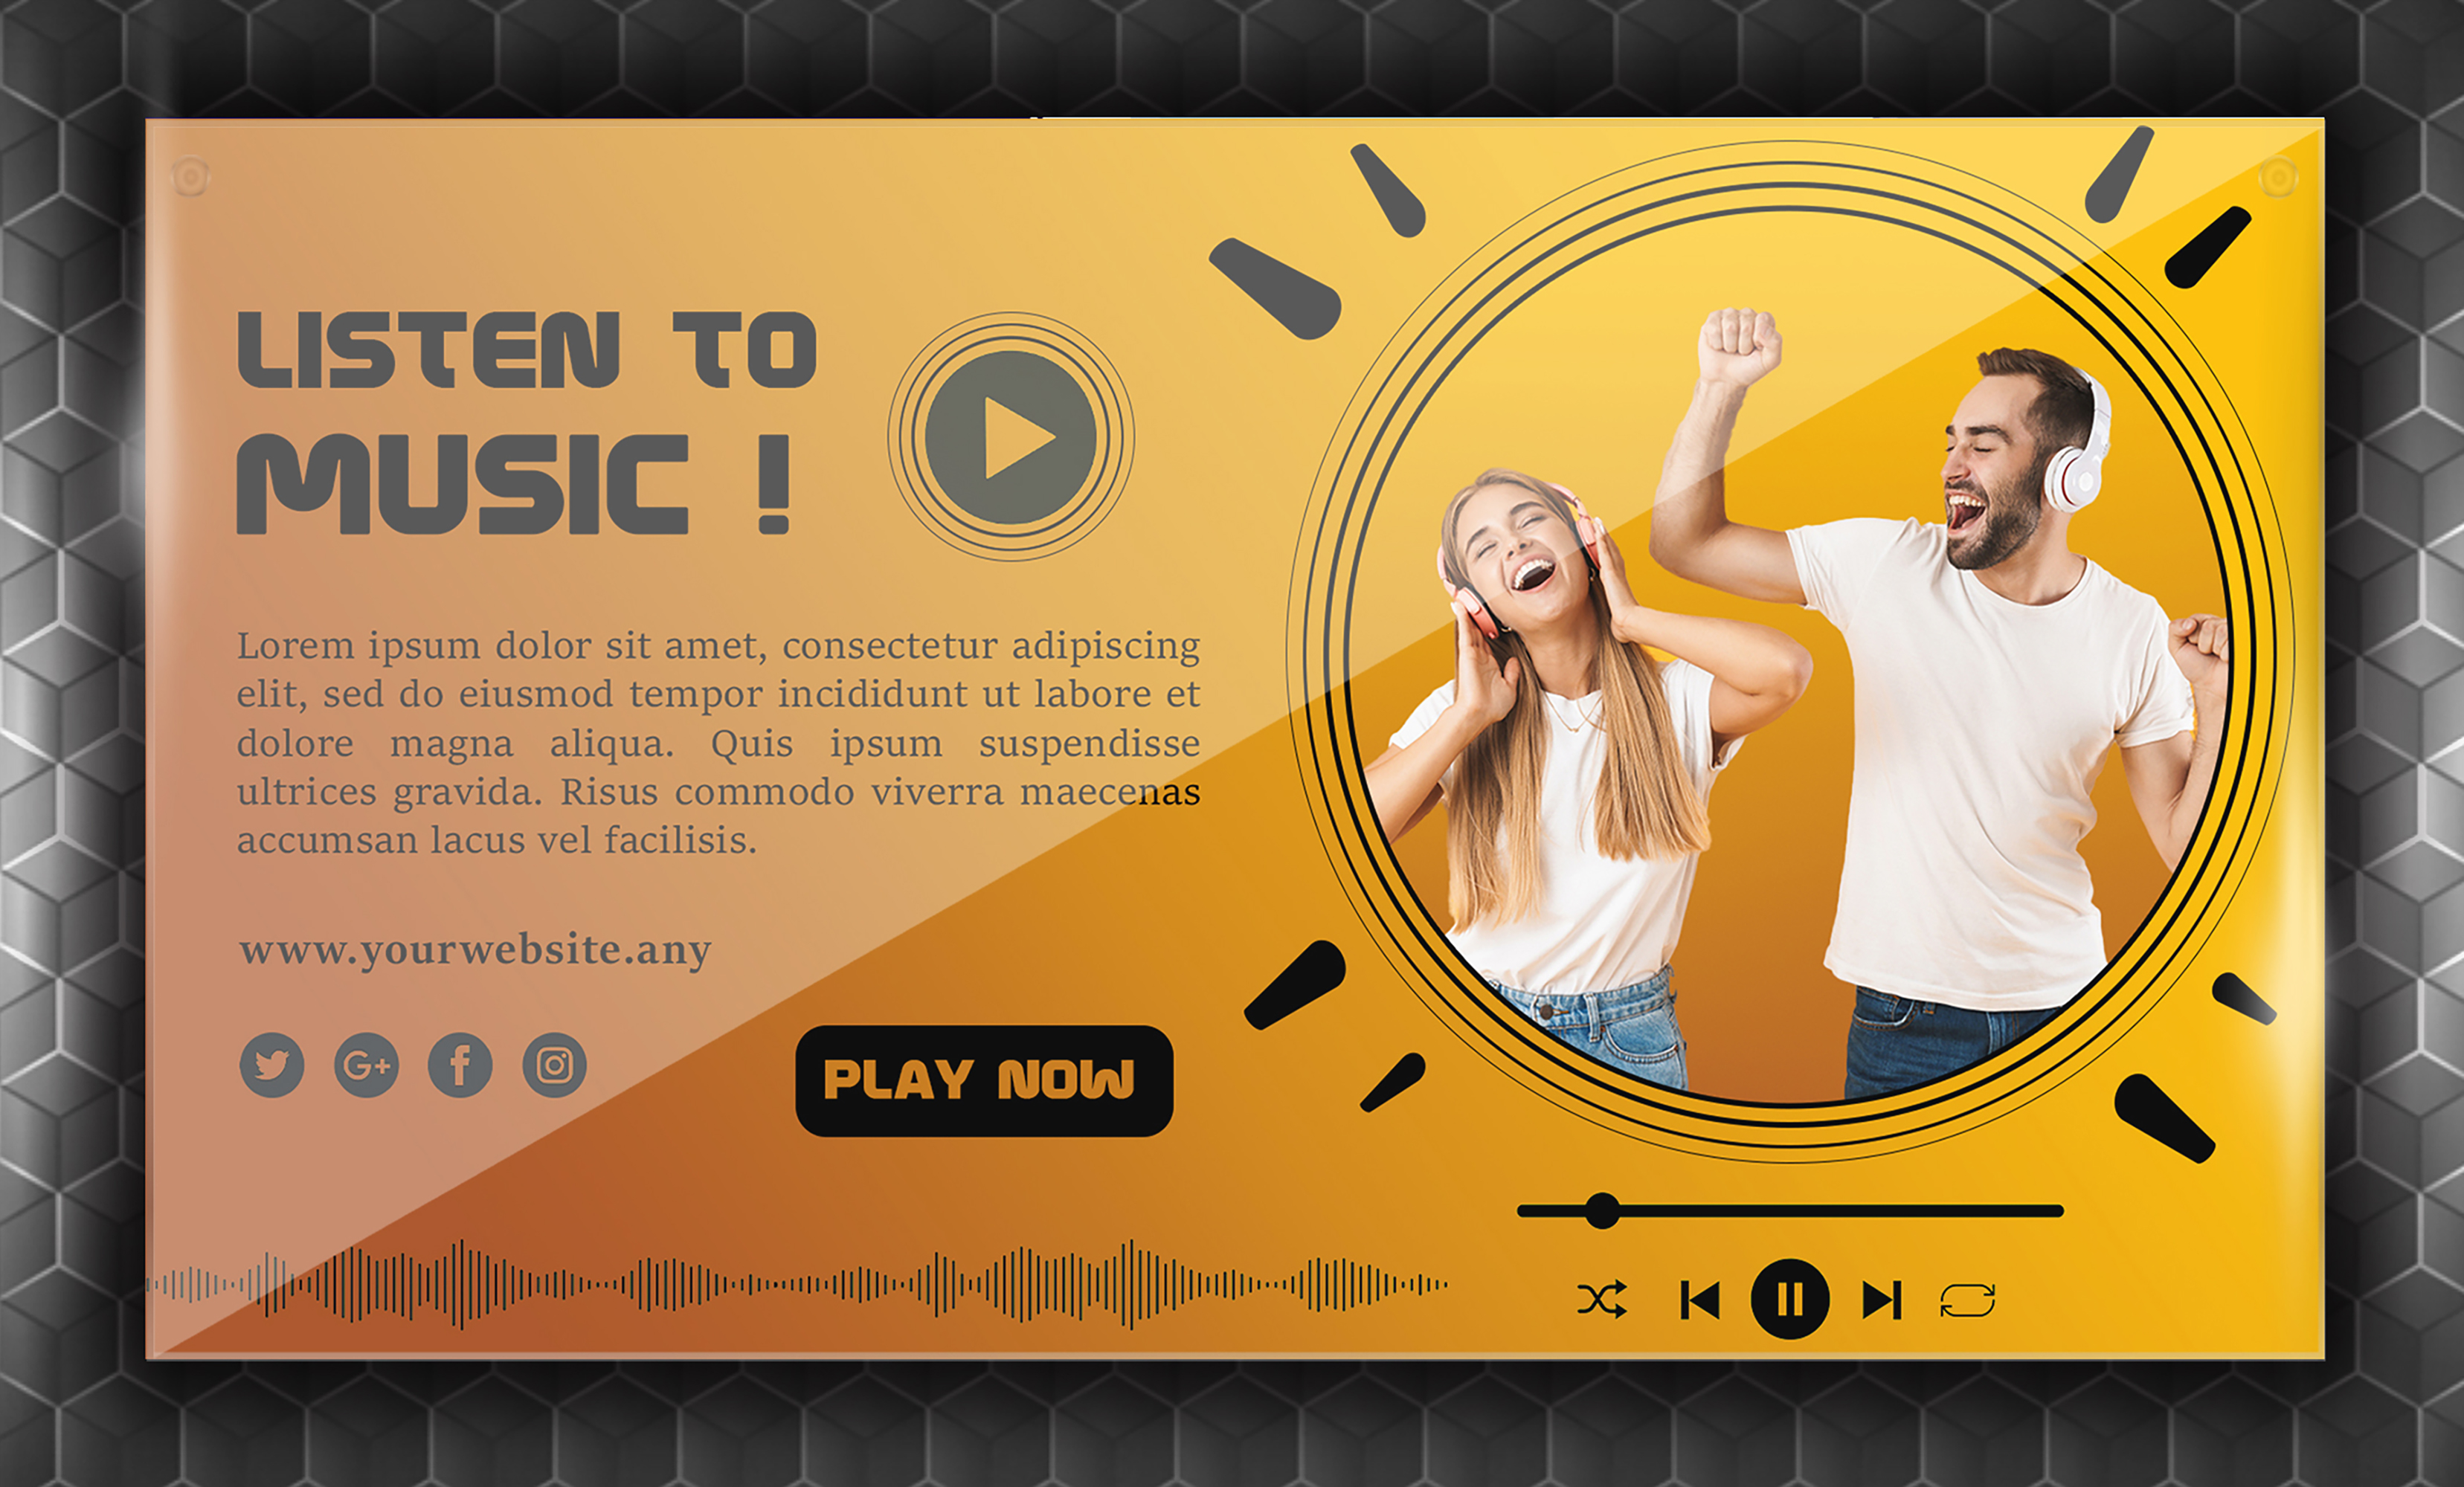 LISTEN TO
MUSIC !
Lorem ipsum dolor sit amet, consectetur adipiscing
elit, sed do eiusmod tempor incididunt ut labore et
dolore magna aliqua. Quis ipsum suspendisse
ultrices gravida. Risus commodo viverra maecenas
accumsan lacus vel facilisis.
www.yourwebsite.any
G+ f
PLAY NOW